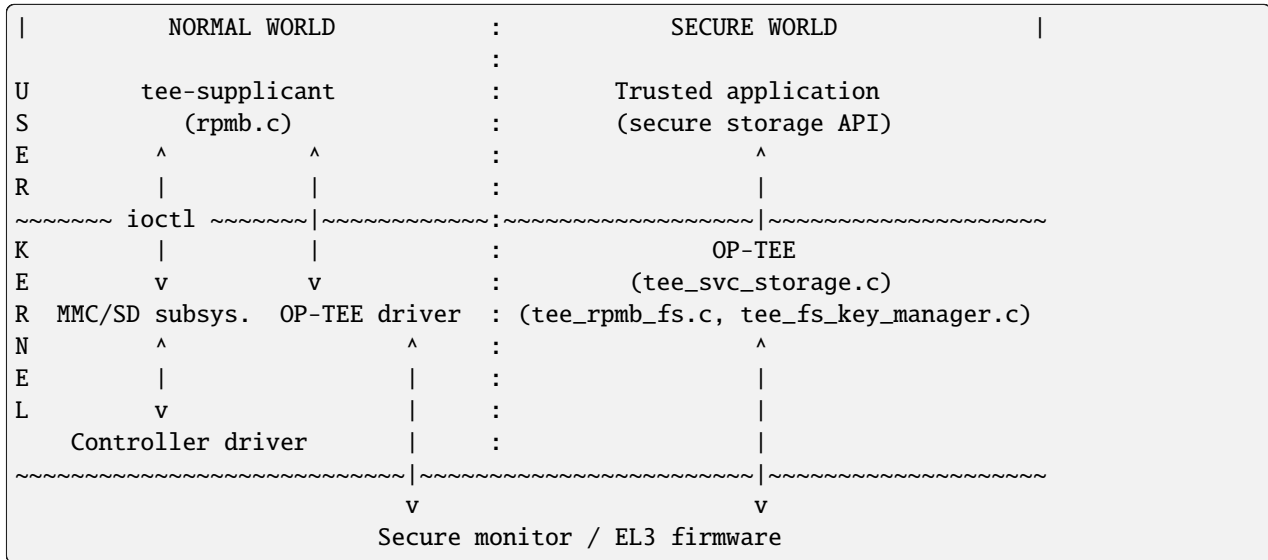 |          NORMAL WORLD           :            SECURE WORLD              |
                                  :
U        tee-supplicant           :        Trusted application
S           (rpmb.c)              :        (secure storage API)
E         ^          ^            :                  ^
R         |          |            :                  |
~~~~~~~ ioctl ~~~~~~~|~~~~~~~~~~~~:~~~~~~~~~~~~~~~~~~|~~~~~~~~~~~~~~~~~~~~
K         |          |            :               OP-TEE
E         v          v            :         (tee_svc_storage.c)
R  MMC/SD subsys.  OP-TEE driver  : (tee_rpmb_fs.c, tee_fs_key_manager.c)
N         ^                 ^     :                  ^
E         |                 |     :                  |
L         v                 |     :                  |
    Controller driver       |     :                  |
~~~~~~~~~~~~~~~~~~~~~~~~~~~~|~~~~~~~~~~~~~~~~~~~~~~~~|~~~~~~~~~~~~~~~~~~~~
                            v                        v
                          Secure monitor / EL3 firmware